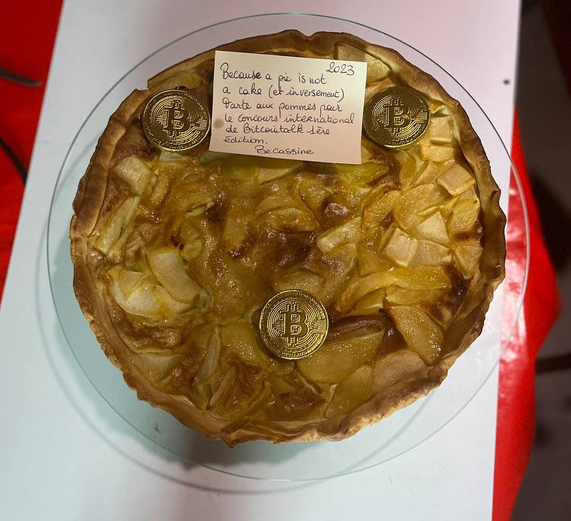 2023
Because a pie is not
a cake (et inversement)
Tarte aux pommes pour
le concours international
de Bitcointalk 1ère
édition.
Becassine